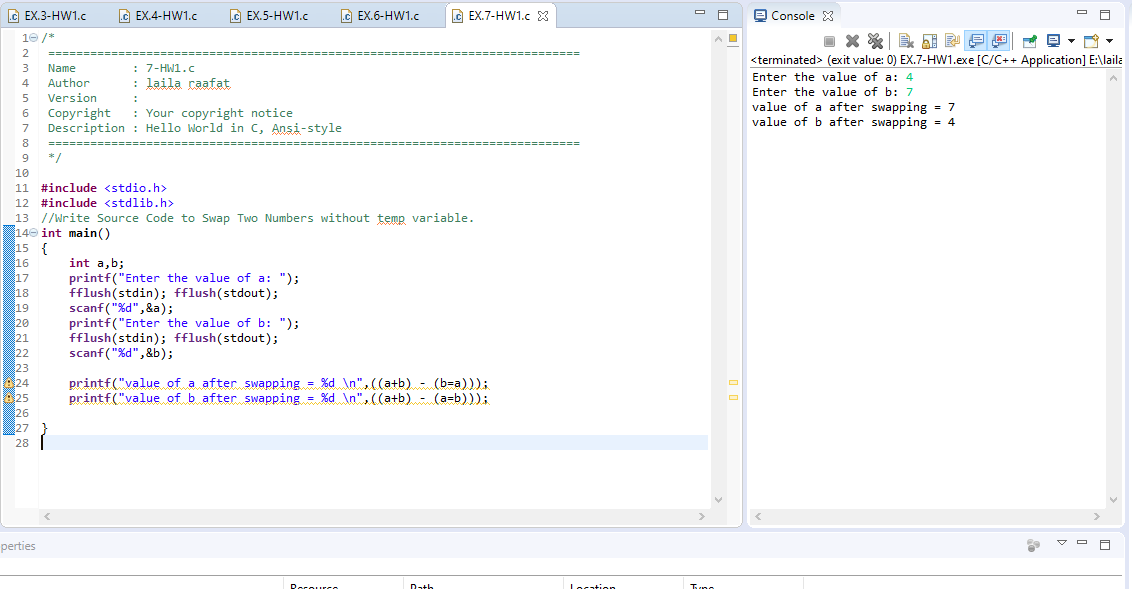 EX.3-HW1.c EX.4-HW1.c EX.5-HW1.c EX.6-HW1.c EX.7-HW1.c
1 /*
2 ============================================================================
3 Name : 7-HW1.c
4 Author : laila raafat
5 Version :
6 Copyright : Your copyright notice
7 Description : Hello World in C, Ansi-style
8 ============================================================================
9 */
10
11 #include <stdio.h>
12 #include <stdlib.h>
13 //Write Source Code to Swap Two Numbers without temp variable.
14 int main()
15 {
16 int a,b;
17 printf("Enter the value of a: ");
18 fflush(stdin); fflush(stdout);
19 scanf("%d",&a);
20 printf("Enter the value of b: ");
21 fflush(stdin); fflush(stdout);
22 scanf("%d",&b);
23
24 printf("value of a after swapping = %d \n",((a+b) - (b=a)));
25 printf("value of b after swapping = %d \n",((a+b) - (a=b)));
26
27 }
28
Console
<terminated> (exit value: 0) EX.7-HW1.exe [C/C++ Application] E:\laila
Enter the value of a: 4
Enter the value of b: 7
value of a after swapping = 7
value of b after swapping = 4
perties
Resource Path Location Type